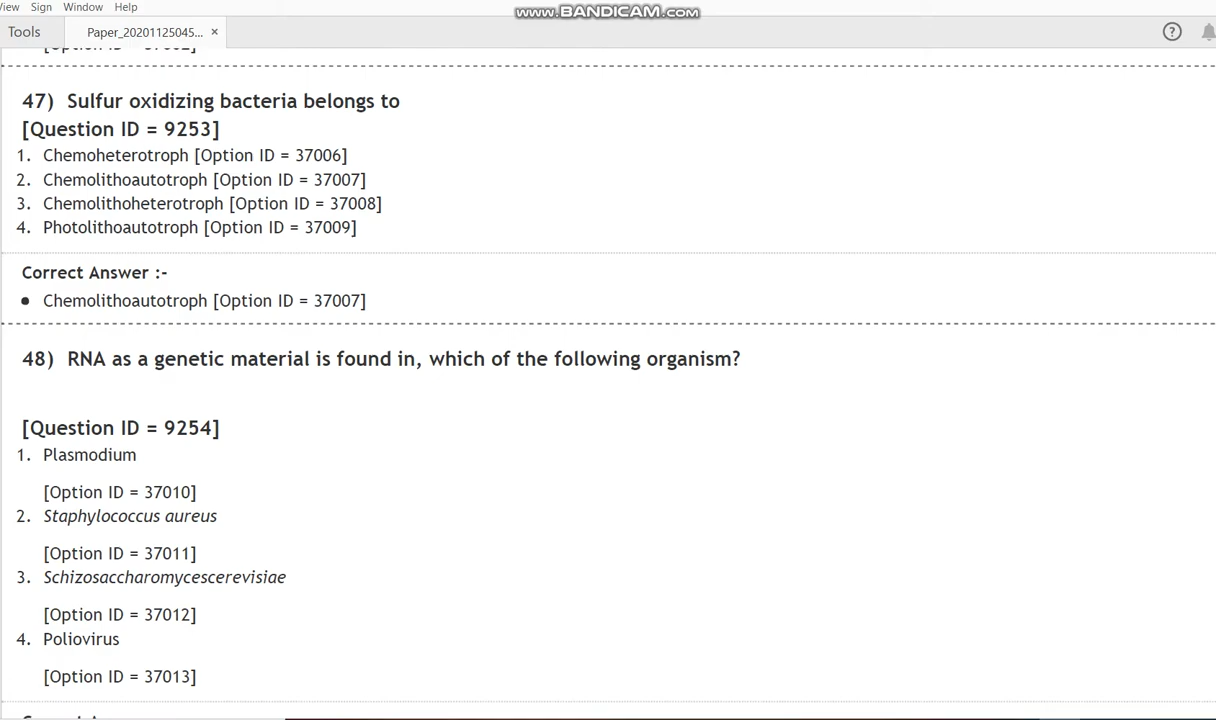 View Sign Window Help
www.BANDICAM.com
Tools Paper_20201125045... ×
[Option ID = 37002]
47) Sulfur oxidizing bacteria belongs to
[Question ID = 9253]
1. Chemoheterotroph [Option ID = 37006]
2. Chemolithoautotroph [Option ID = 37007]
3. Chemolithoheterotroph [Option ID = 37008]
4. Photolithoautotroph [Option ID = 37009]
Correct Answer :-
• Chemolithoautotroph [Option ID = 37007]
48) RNA as a genetic material is found in, which of the following organism?
[Question ID = 9254]
1. Plasmodium
[Option ID = 37010]
2. Staphylococcus aureus
[Option ID = 37011]
3. Schizosaccharomycescerevisiae
[Option ID = 37012]
4. Poliovirus
[Option ID = 37013]